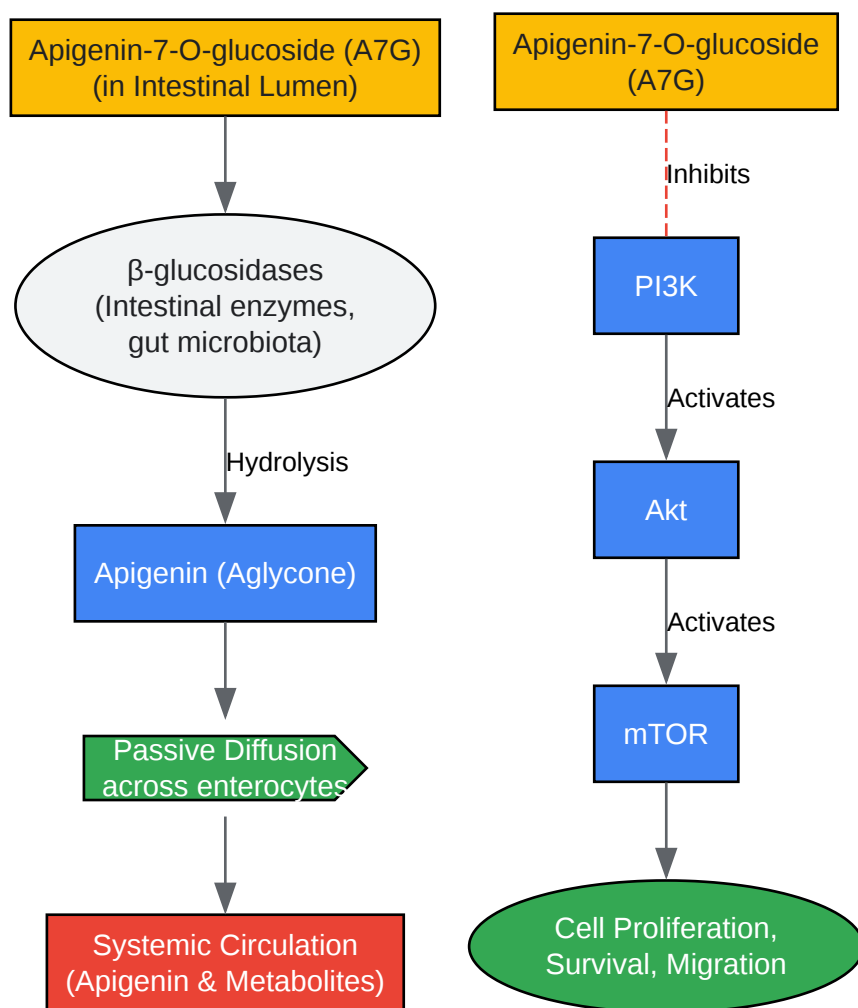 Apigenin-7-O-glucoside (A7G)
(in Intestinal Lumen)
β-glucosidases
(Intestinal enzymes,
gut microbiota)
Hydrolysis
Apigenin (Aglycone)
Passive Diffusion
across enterocytes
Systemic Circulation
(Apigenin & Metabolites)
Apigenin-7-O-glucoside
(A7G)
Inhibits
PI3K
Activates
Akt
Activates
mTOR
Cell Proliferation,
Survival, Migration